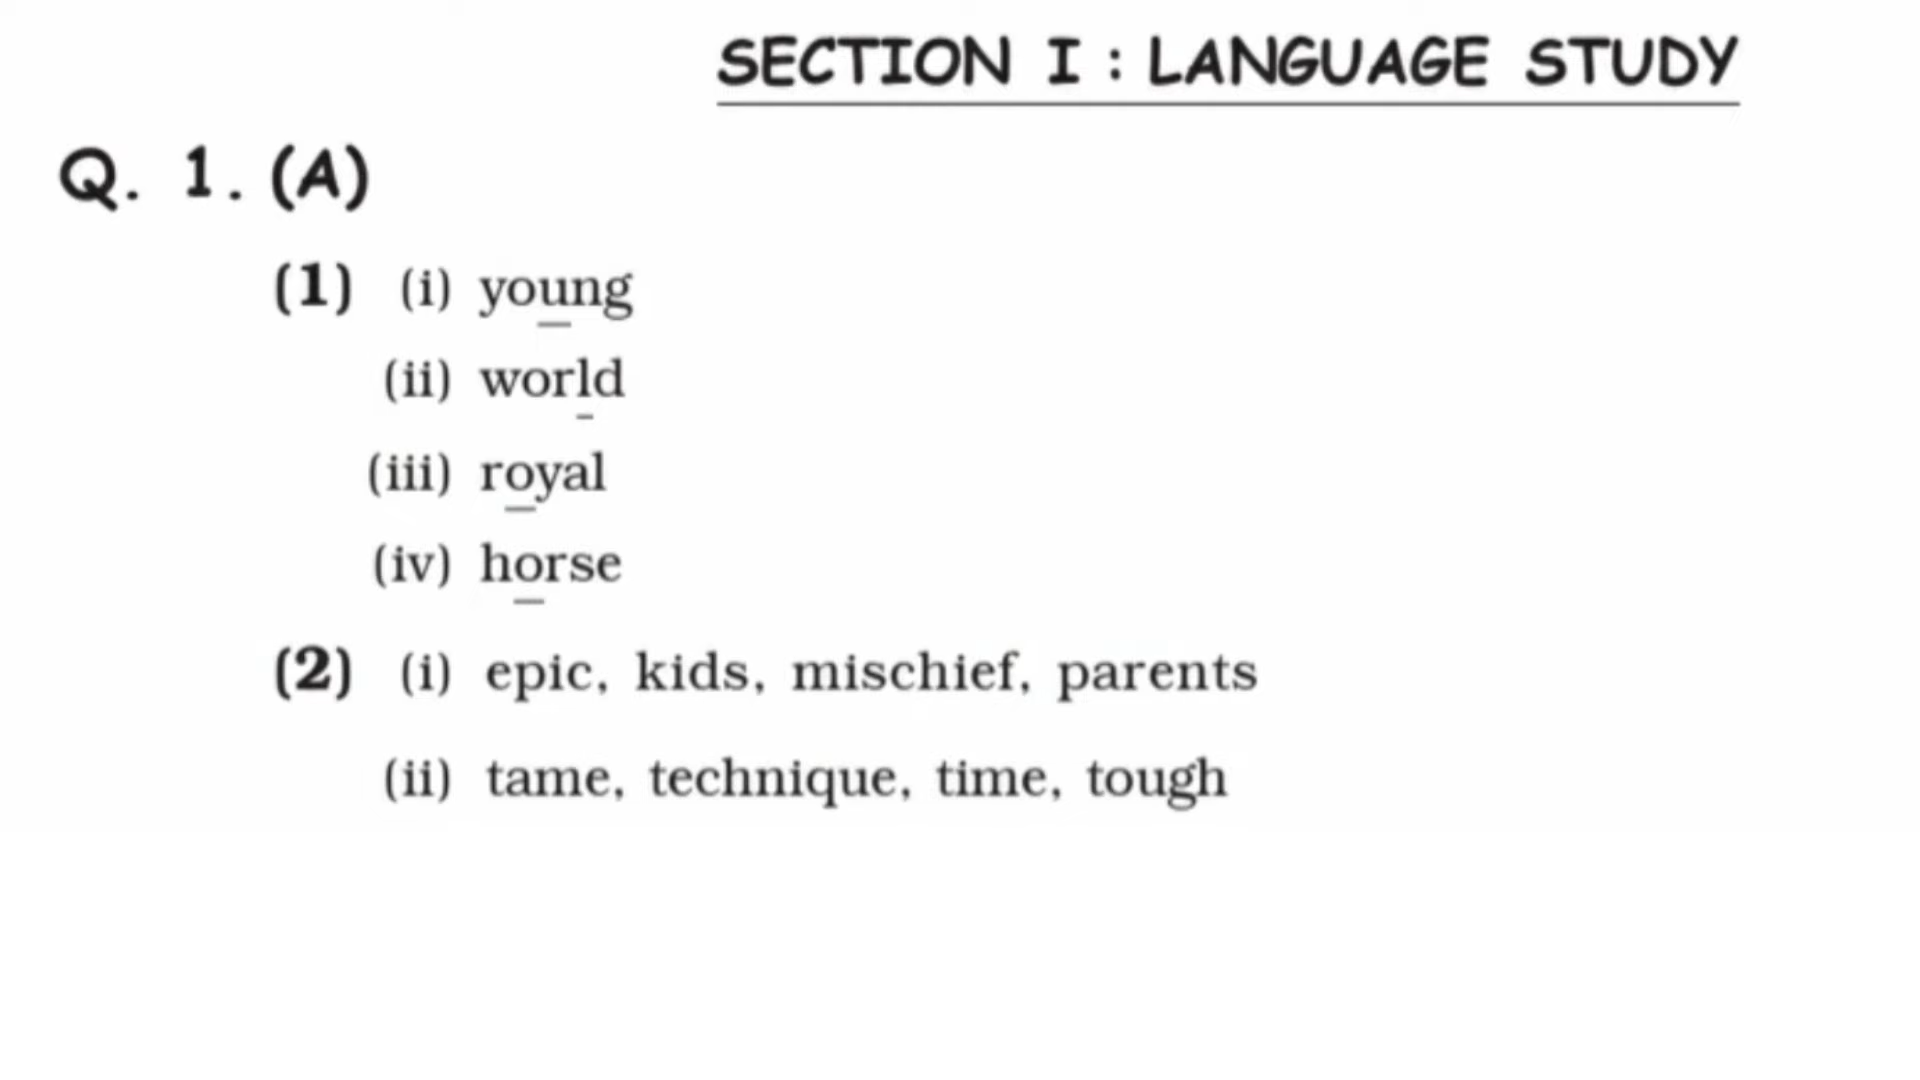 SECTION I : LANGUAGE STUDY
Q. 1. (A)
(1) (i) young
(ii) world
(iii) royal
(iv) horse
(2) (i) epic, kids, mischief, parents
(ii) tame, technique, time, tough